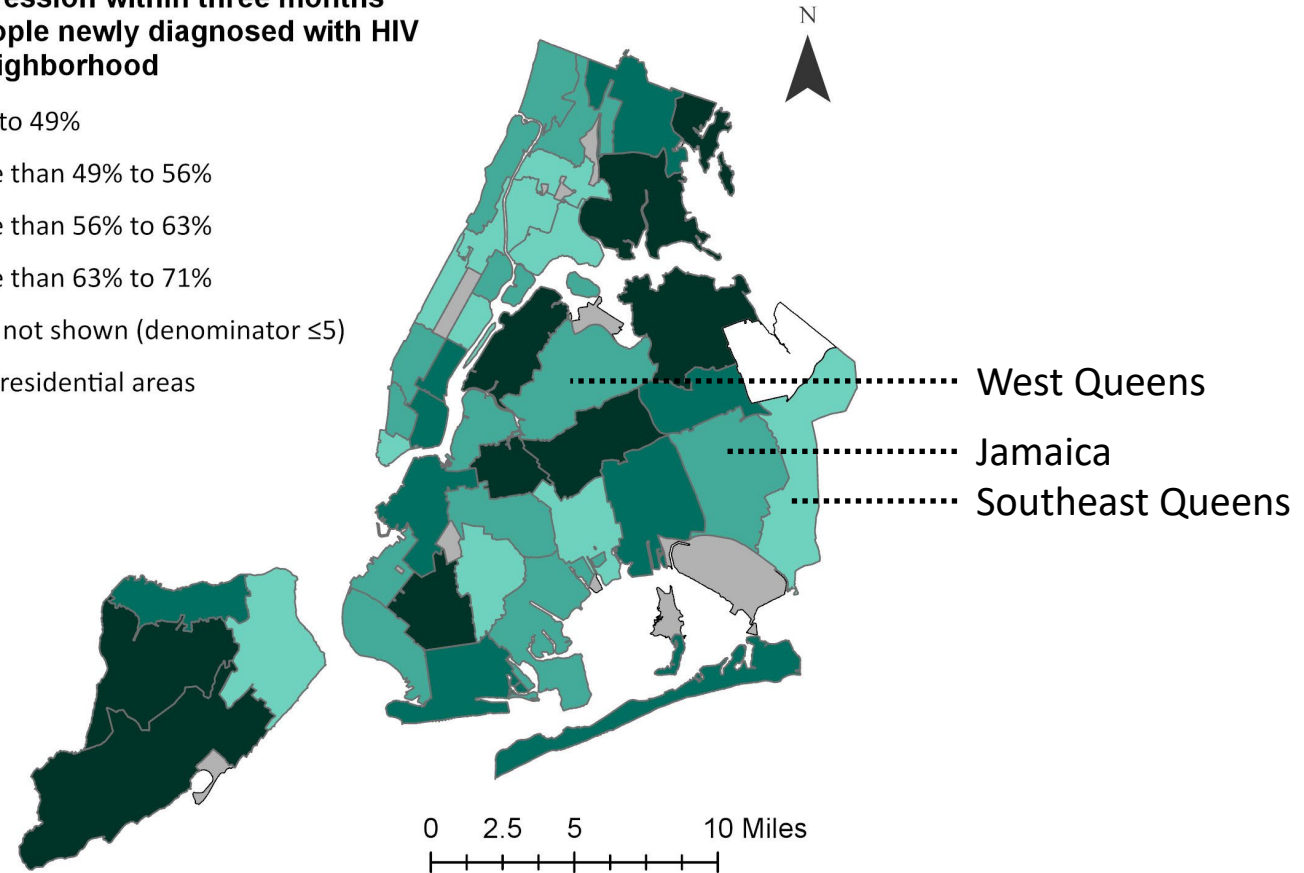 ression within three months
ople newly diagnosed with HIV
ighborhood
to 49%
e than 49% to 56%
e than 56% to 63%
e than 63% to 71%
not shown (denominator ≤5)
residential areas
N
West Queens
Jamaica
Southeast Queens
0 2.5 5 10 Miles